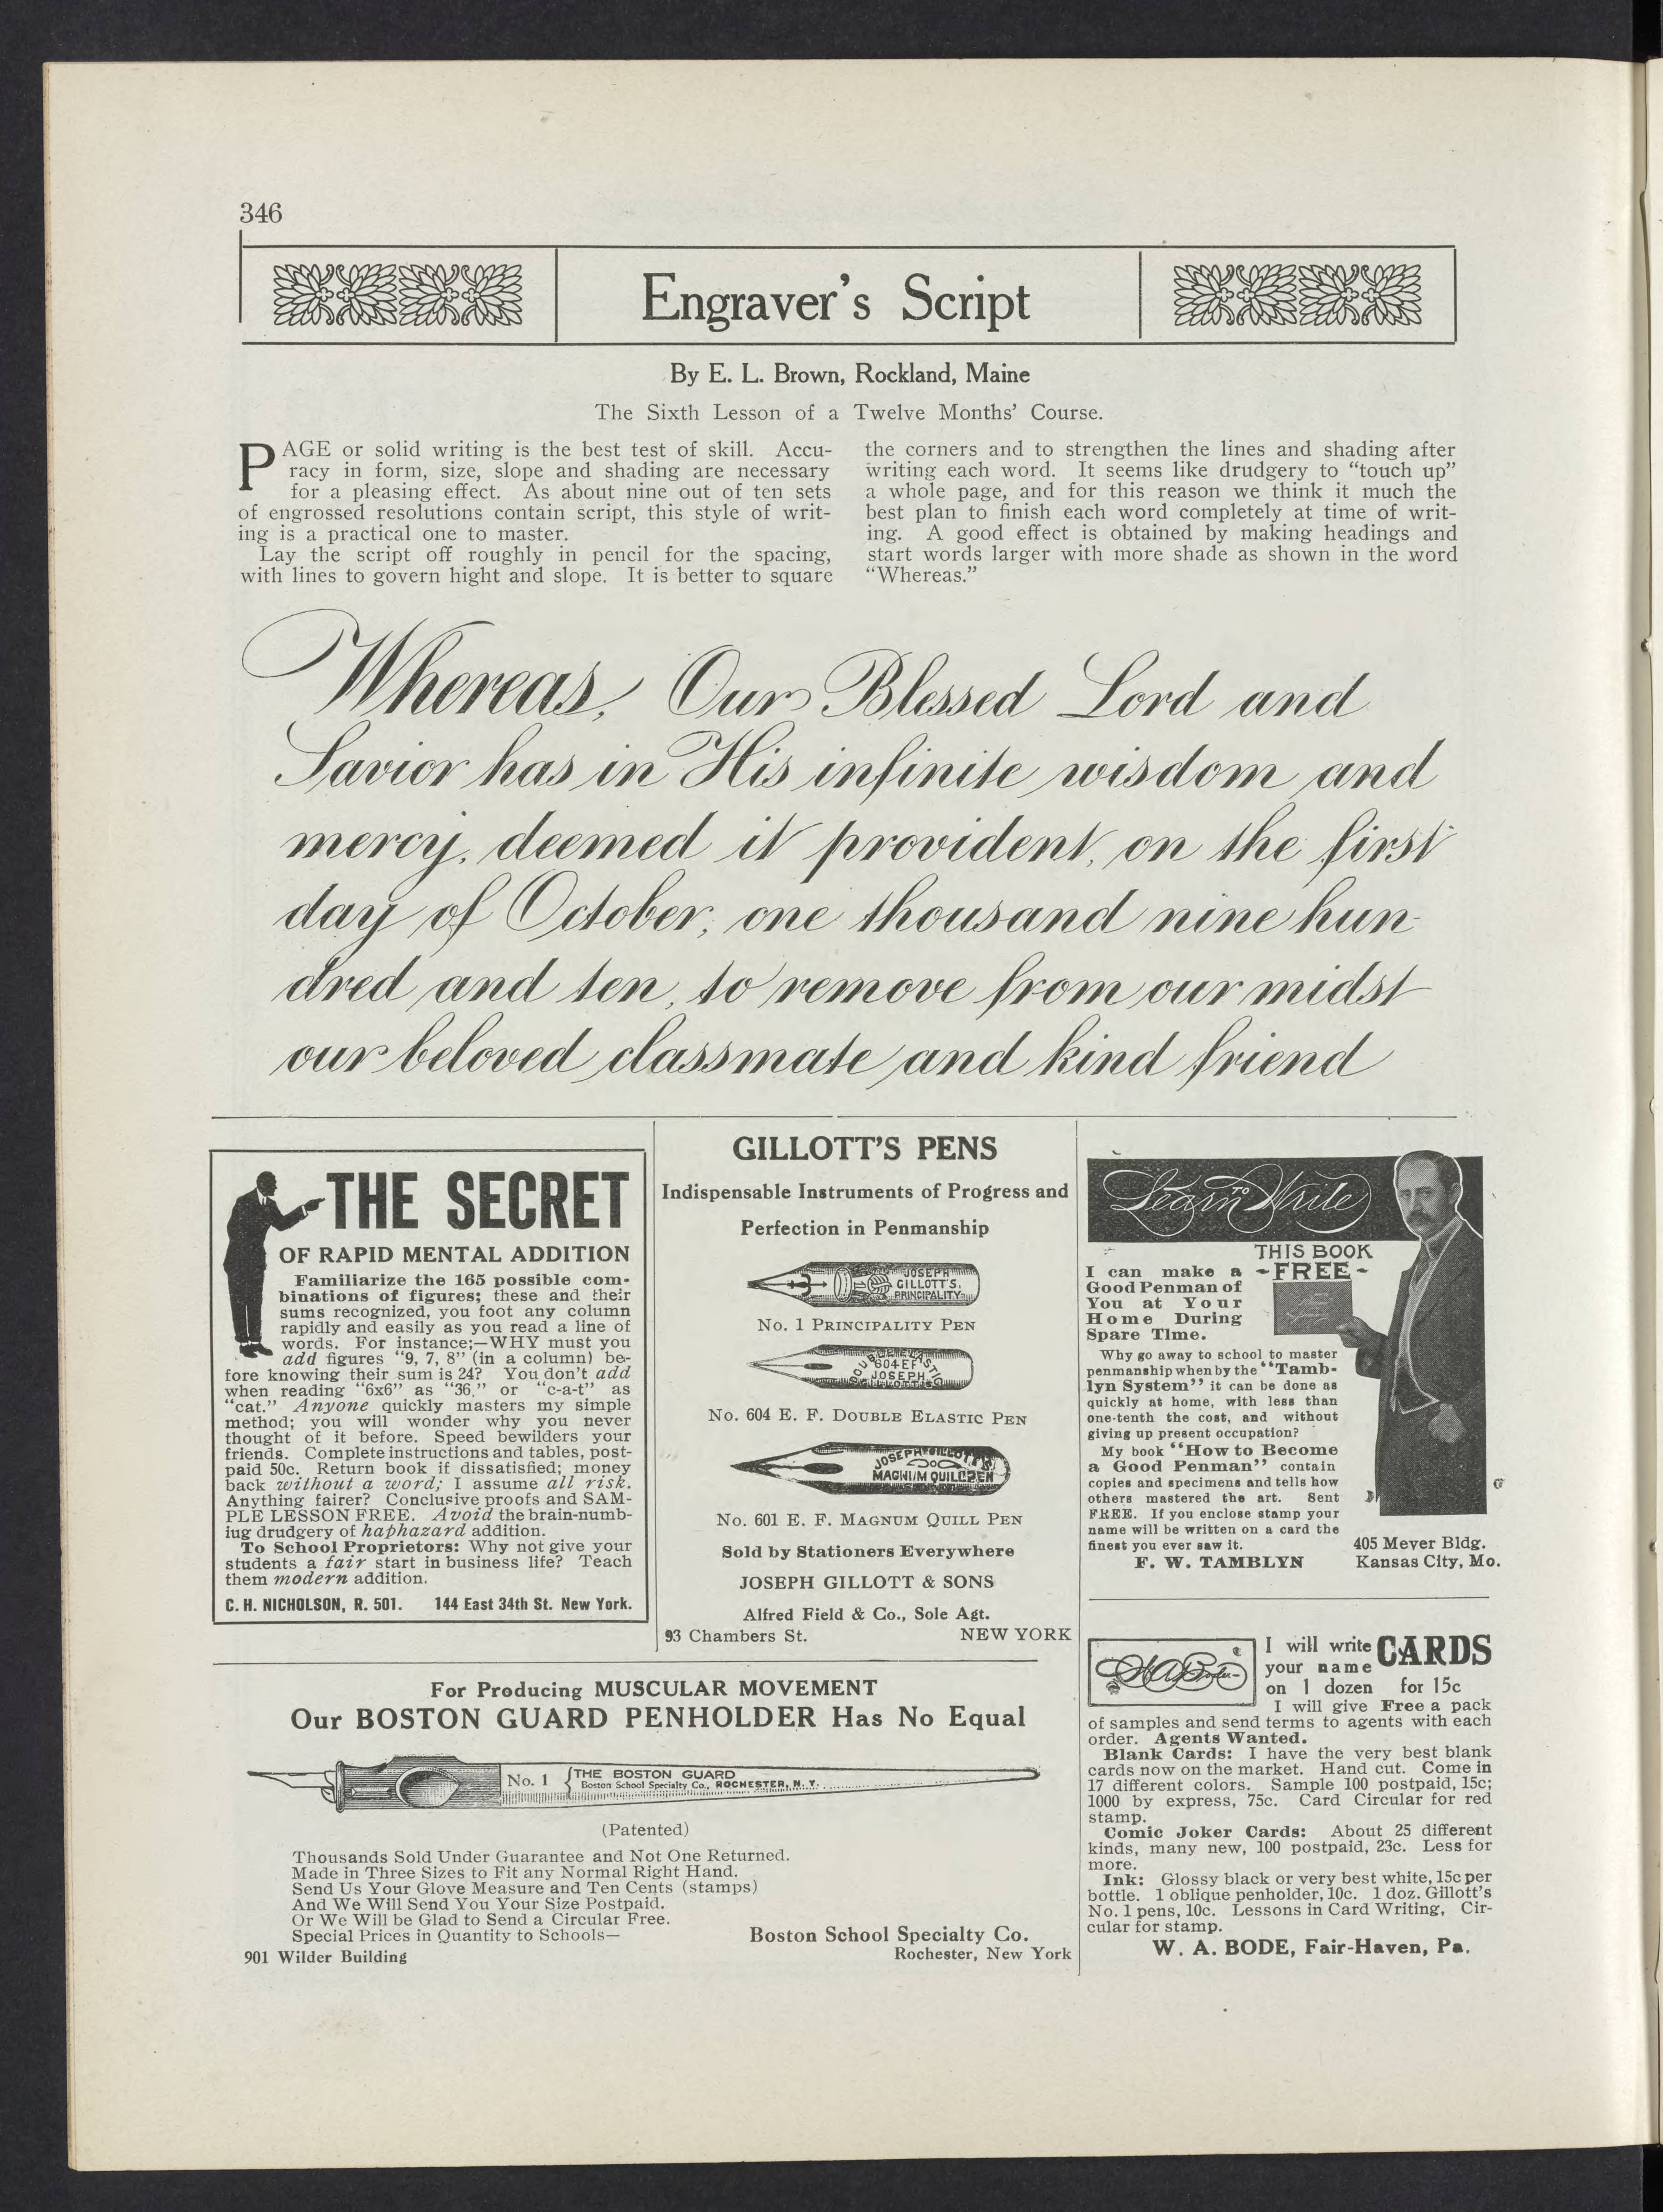 346
Engraver's Script
By E. L. Brown, Rockland, Maine
The Sixth Lesson of a Twelve Months' Course.
PAGE or solid writing is the best test of skill. Accu-
racy in form, size, slope and shading are necessary
for a pleasing effect. As about nine out of ten sets
of engrossed resolutions contain script, this style of writ-
ing is a practical one to master.
Lay the script off roughly in pencil for the spacing,
with lines to govern hight and slope. It is better to square
the corners and to strengthen the lines and shading after
writing each word. It seems like drudgery to “touch up”
a whole page, and for this reason we think it much the
best plan to finish each word completely at time of writ-
ing. A good effect is obtained by making headings and
start words larger with more shade as shown in the word
“Whereas.”
Whereas, Our Blessed Lord and
Savior has in His infinite wisdom and
mercy, deemed it provident, on the first
day of October, one thousand nine hun-
dred and ten, to remove from our midst
our beloved classmate and kind friend
THE SECRET
OF RAPID MENTAL ADDITION
Familiarize the 165 possible com-
binations of figures; these and their
sums recognized, you foot any column
rapidly and easily as you read a line of
words. For instance;—WHY must you
add figures “9, 7, 8” (in a column) be-
fore knowing their sum is 24? You don't add
when reading “6x6” as “36,” or “c-a-t” as
“cat.” Anyone quickly masters my simple
method; you will wonder why you never
thought of it before. Speed bewilders your
friends. Complete instructions and tables, post-
paid 50c. Return book if dissatisfied; money
back without a word; I assume all risk.
Anything fairer? Conclusive proofs and SAM-
PLE LESSON FREE. Avoid the brain-numb-
iug drudgery of haphazard addition.
To School Proprietors: Why not give your
students a fair start in business life? Teach
them modern addition.
C. H. NICHOLSON, R. 501. 144 East 34th St. New York.
GILLOTT'S PENS
Indispensable Instruments of Progress and
Perfection in Penmanship
JOSEPH
GILLOTT'S,
PRINCIPALITY
No. 1 PRINCIPALITY PEN
DOUBLE ELASTIC
604 EF
JOSEPH
GILLOTT'S
No. 604 E. F. DOUBLE ELASTIC PEN
JOSEPH GILLOTT'S
MAGNUM QUILL PEN
No. 601 E. F. MAGNUM QUILL PEN
Sold by Stationers Everywhere
JOSEPH GILLOTT & SONS
Alfred Field & Co., Sole Agt.
93 Chambers St. NEW YORK
Learn TO Write
THIS BOOK
-FREE-
I can make a
Good Penman of
You at Your
Home During
Spare Time.
Why go away to school to master
penmanship when by the “Tamb-
lyn System” it can be done as
quickly at home, with less than
one-tenth the cost, and without
giving up present occupation?
My book “How to Become
a Good Penman” contain
copies and specimens and tells how
others mastered the art. Sent
FREE. If you enclose stamp your
name will be written on a card the
finest you ever saw it.
F. W. TAMBLYN
405 Meyer Bldg.
Kansas City, Mo.
For Producing MUSCULAR MOVEMENT
Our BOSTON GUARD PENHOLDER Has No Equal
No. 1 THE BOSTON GUARD
Boston School Specialty Co., ROCHESTER, N. Y.
(Patented)
Thousands Sold Under Guarantee and Not One Returned.
Made in Three Sizes to Fit any Normal Right Hand.
Send Us Your Glove Measure and Ten Cents (stamps)
And We Will Send You Your Size Postpaid.
Or We Will be Glad to Send a Circular Free.
Special Prices in Quantity to Schools—
Boston School Specialty Co.
901 Wilder Building Rochester, New York
W A Bode
I will write CARDS
your name
on 1 dozen for 15c
I will give Free a pack
of samples and send terms to agents with each
order. Agents Wanted.
Blank Cards: I have the very best blank
cards now on the market. Hand cut. Come in
17 different colors. Sample 100 postpaid, 15c;
1000 by express, 75c. Card Circular for red
stamp.
Comic Joker Cards: About 25 different
kinds, many new, 100 postpaid, 23c. Less for
more.
Ink: Glossy black or very best white, 15c per
bottle. 1 oblique penholder, 10c. 1 doz. Gillott's
No. 1 pens, 10c. Lessons in Card Writing, Cir-
cular for stamp.
W. A. BODE, Fair-Haven, Pa.